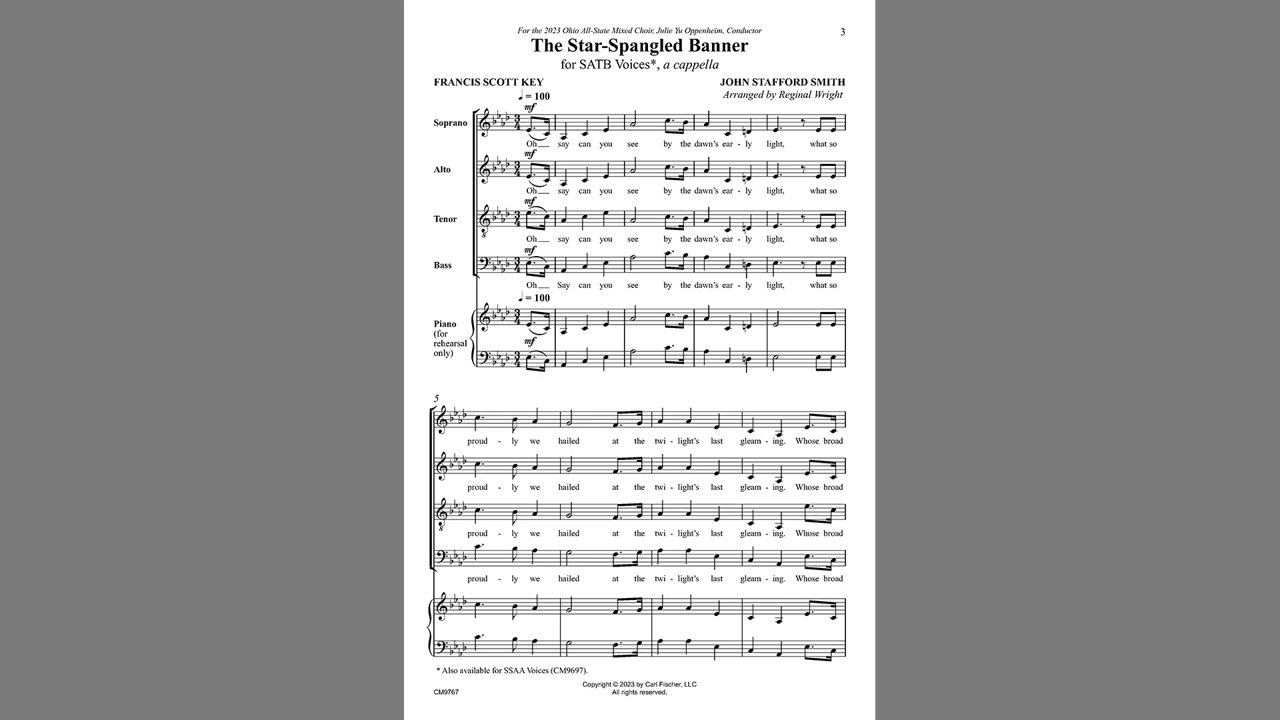 For the 2023 Ohio All-State Mixed Choir, Julie Yu Oppenheim, Conductor
3
The Star-Spangled Banner
for SATB Voices*, a cappella
FRANCIS SCOTT KEY
JOHN STAFFORD SMITH
Arranged by Reginal Wright
♩ = 100
mf
Soprano
Oh__ say can you see by the dawn's ear - ly light, what so
mf
Alto
Oh__ say can you see by the dawn's ear - ly light, what so
mf
Tenor
8
Oh__ say can you see by the dawn's ear - ly light, what so
mf
Bass
Oh__ Say can you see by the dawn's ear - ly light, what so
♩ = 100
Piano
(for
rehearsal
only)
mf
5
proud - ly we hailed at the twi - light's last gleam - ing. Whose broad
proud - ly we hailed at the twi - light's last gleam - ing. Whose broad
8
proud - ly we hailed at the twi - light's last gleam - ing. Whose broad
proud - ly we hailed at the twi - light's last gleam - ing. Whose broad
* Also available for SSAA Voices (CM9697).
Copyright © 2023 by Carl Fischer, LLC
CM9767
All rights reserved.